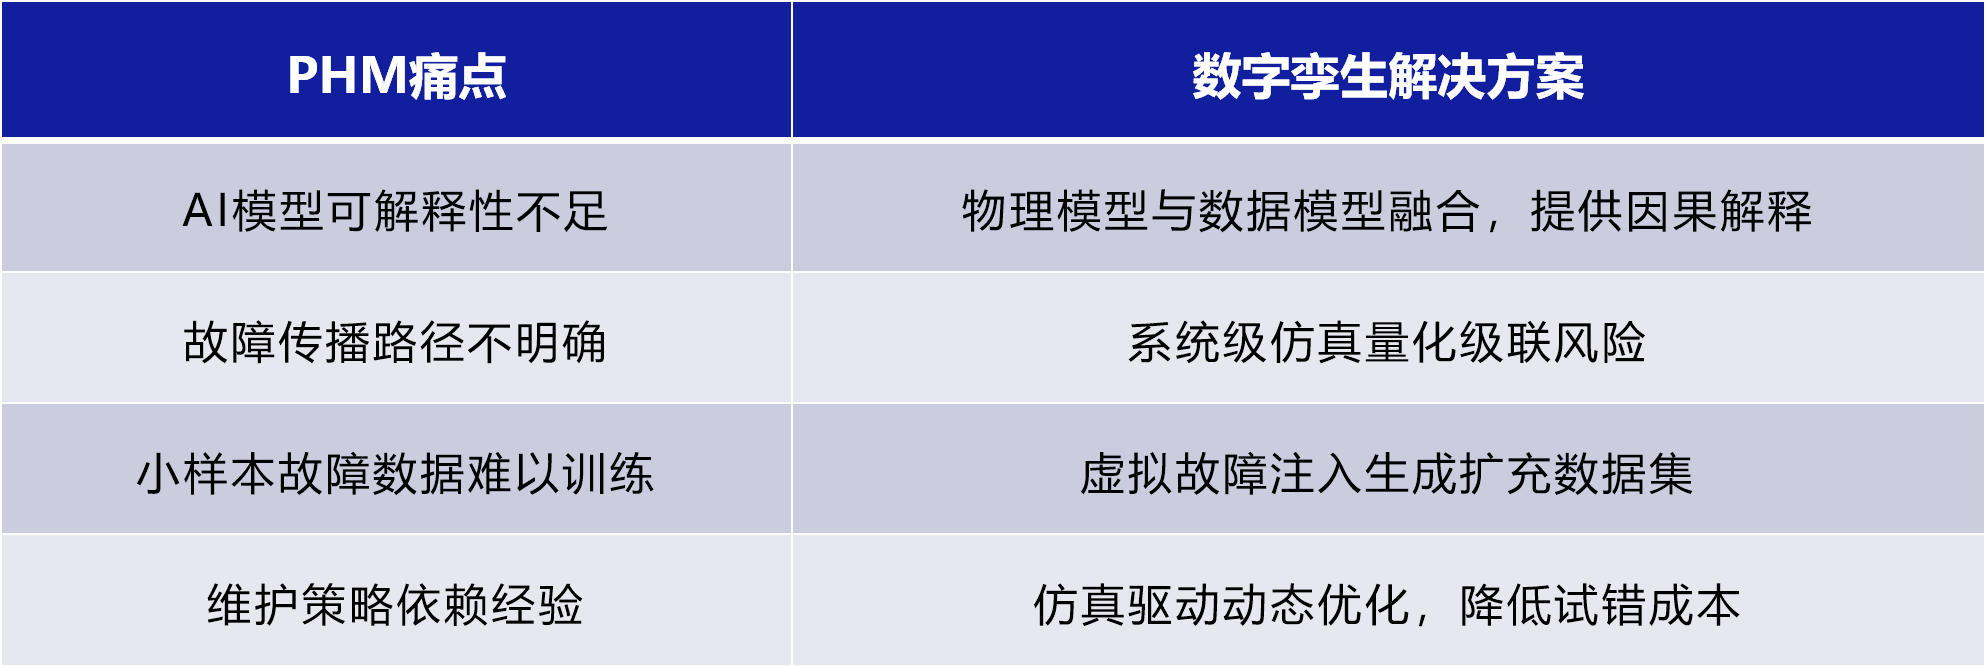 PHM痛点
数字孪生解决方案
AI模型可解释性不足
物理模型与数据模型融合，提供因果解释
故障传播路径不明确
系统级仿真量化级联风险
小样本故障数据难以训练
虚拟故障注入生成扩充数据集
维护策略依赖经验
仿真驱动动态优化，降低试错成本